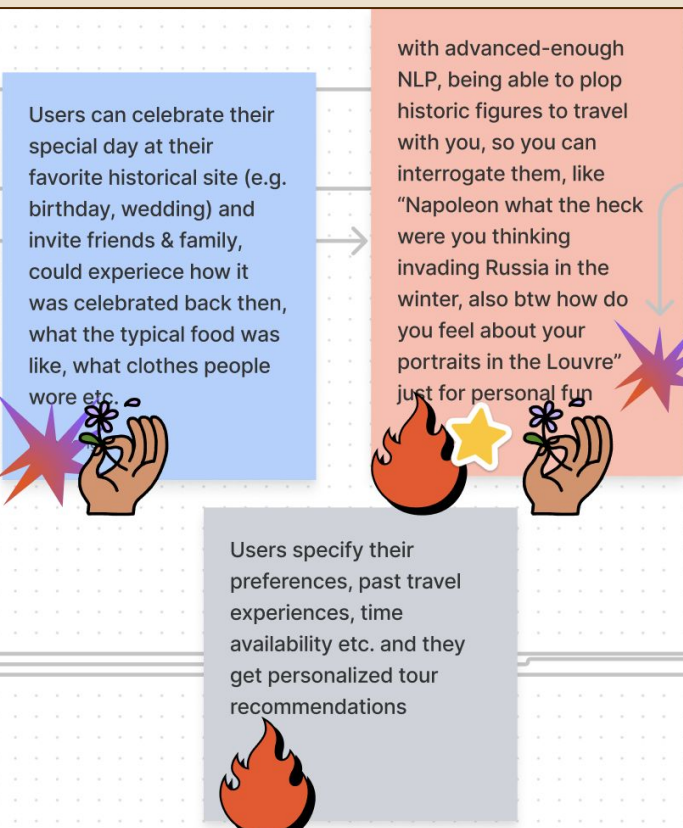 Users can celebrate their
special day at their
favorite historical site (e.g.
birthday, wedding) and
invite friends & family,
could experiece how it
was celebrated back then,
what the typical food was
like, what clothes people
wore etc.
with advanced-enough
NLP, being able to plop
historic figures to travel
with you, so you can
interrogate them, like
“Napoleon what the heck
were you thinking
invading Russia in the
winter, also btw how do
you feel about your
portraits in the Louvre”
just for personal fun
Users specify their
preferences, past travel
experiences, time
availability etc. and they
get personalized tour
recommendations